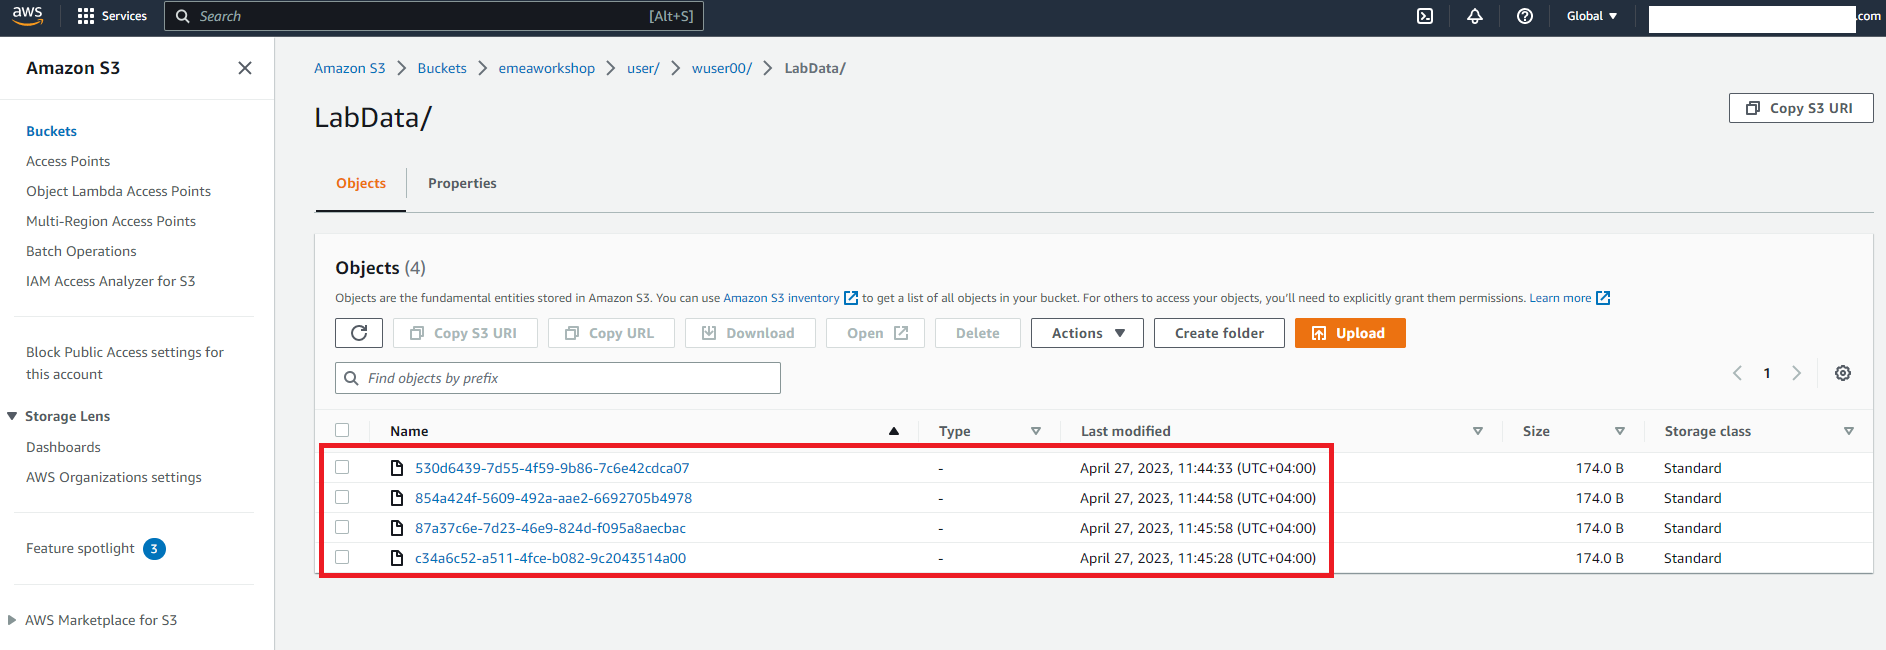 aws Services Search [Alt+S] Global .com
Amazon S3
Buckets
Access Points
Object Lambda Access Points
Multi-Region Access Points
Batch Operations
IAM Access Analyzer for S3
Block Public Access settings for
this account
Storage Lens
Dashboards
AWS Organizations settings
Feature spotlight 3
AWS Marketplace for S3
Amazon S3 Buckets emeaworkshop user/ wuser00/ LabData/
LabData/
Copy S3 URI
Objects Properties
Objects (4)
Objects are the fundamental entities stored in Amazon S3. You can use Amazon S3 inventory to get a list of all objects in your bucket. For others to access your objects, you'll need to explicitly grant them permissions. Learn more
Copy S3 URI Copy URL Download Open Delete Actions Create folder Upload
Find objects by prefix
1
Name Type Last modified Size Storage class
530d6439-7d55-4f59-9b86-7c6e42cdca07 - April 27, 2023, 11:44:33 (UTC+04:00) 174.0 B Standard
854a424f-5609-492a-aae2-6692705b4978 - April 27, 2023, 11:44:58 (UTC+04:00) 174.0 B Standard
87a37c6e-7d23-46e9-824d-f095a8aecbac - April 27, 2023, 11:45:58 (UTC+04:00) 174.0 B Standard
c34a6c52-a511-4fce-b082-9c2043514a00 - April 27, 2023, 11:45:28 (UTC+04:00) 174.0 B Standard